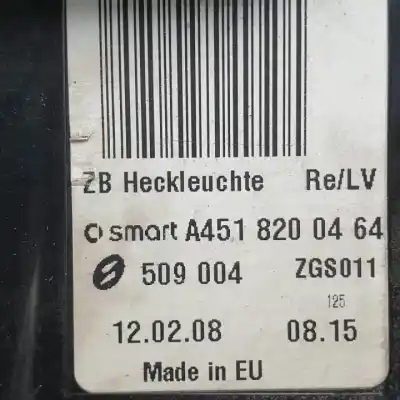 ZB Heckleuchte Re/LV
smart A451 820 04 64
509 004 ZGS011
125
12.02.08 08.15
Made in EU